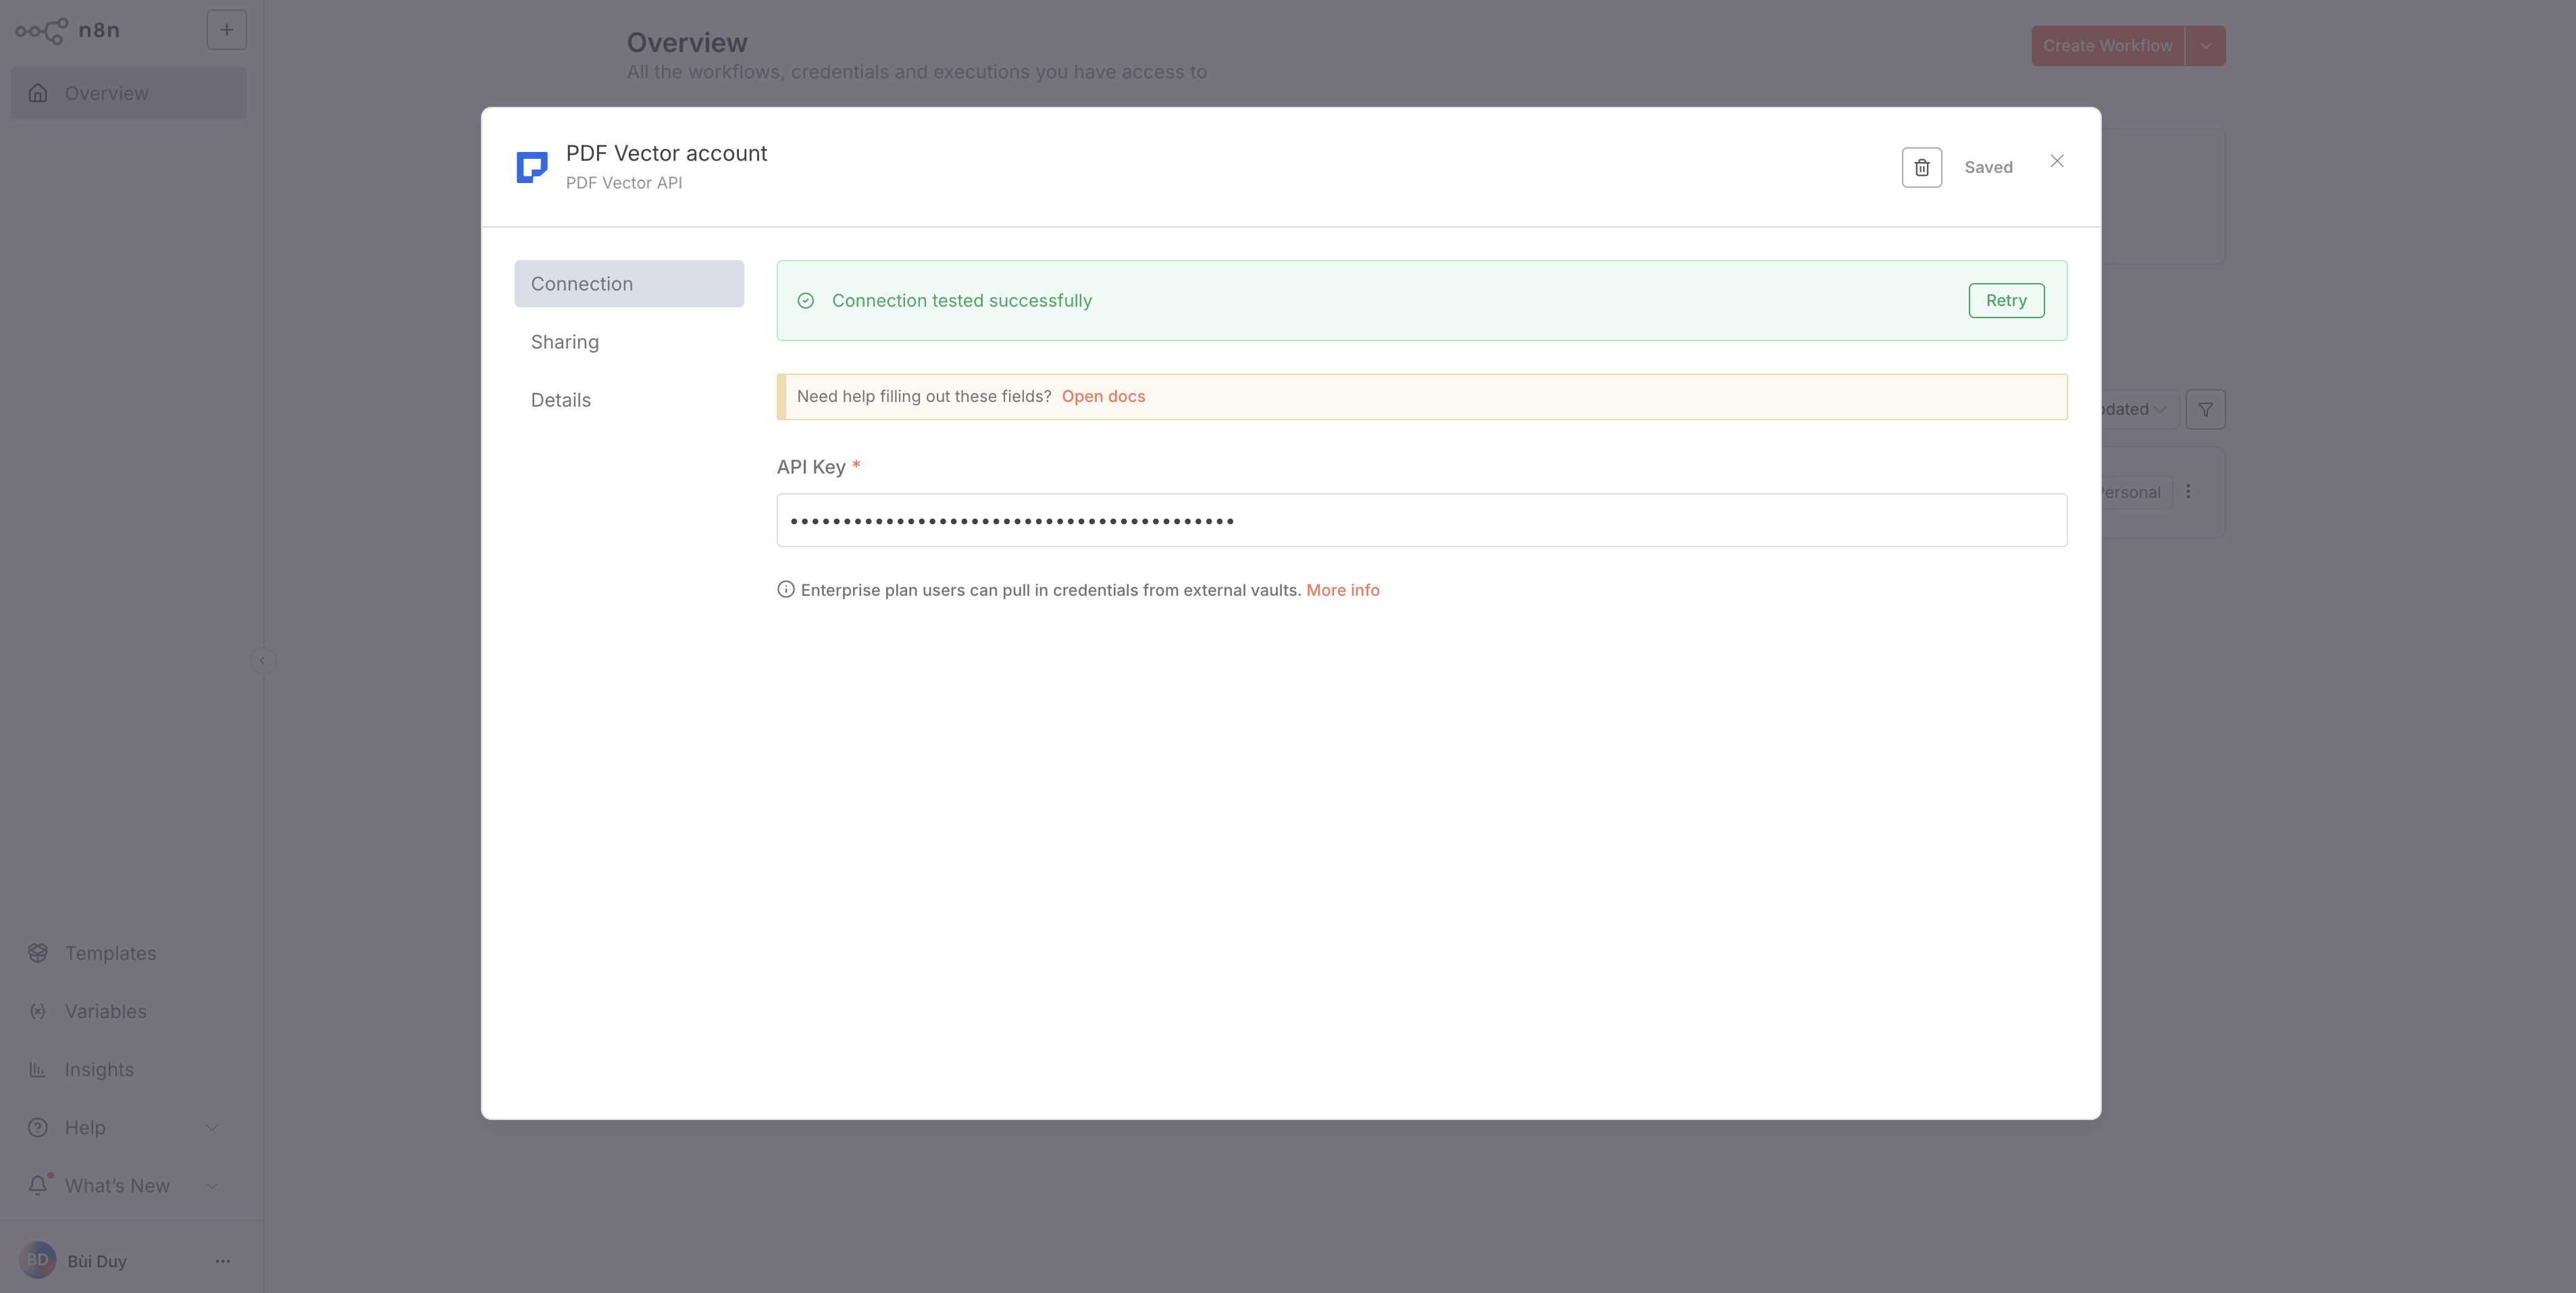 n8n
Overview
Overview
All the workflows, credentials and executions you have access to
Create Workflow
PDF Vector account
PDF Vector API
Saved
Connection
Sharing
Details
Connection tested successfully
Retry
Need help filling out these fields? Open docs
API Key *
••••••••••••••••••••••••••••••••••••••••••
Enterprise plan users can pull in credentials from external vaults. More info
Personal
Templates
Variables
Insights
Help
What's New
BD
Bùi Duy